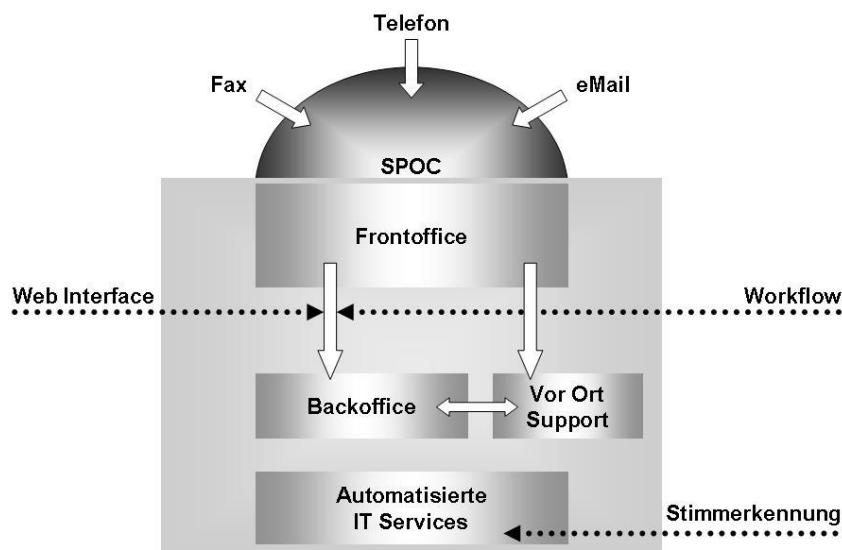 Telefon
Fax
eMail
SPOC
Frontoffice
Web Interface
Workflow
Backoffice
Vor Ort
Support
Automatisierte
IT Services
Stimmerkennung